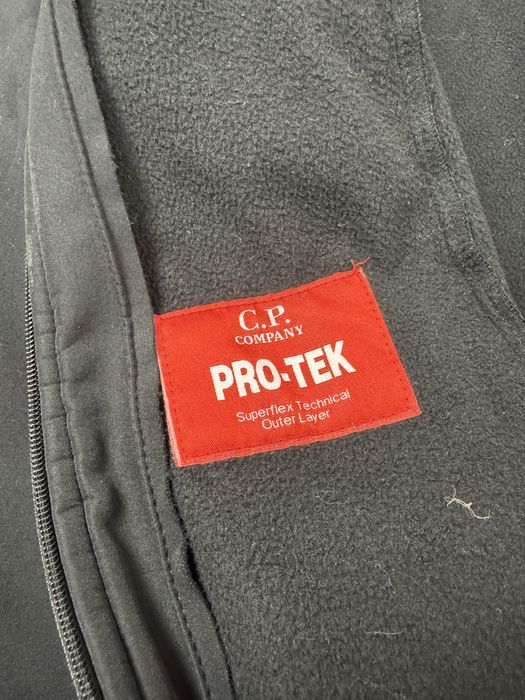 C.P.
COMPANY
PRO-TEK
Superflex Technical
Outer Layer